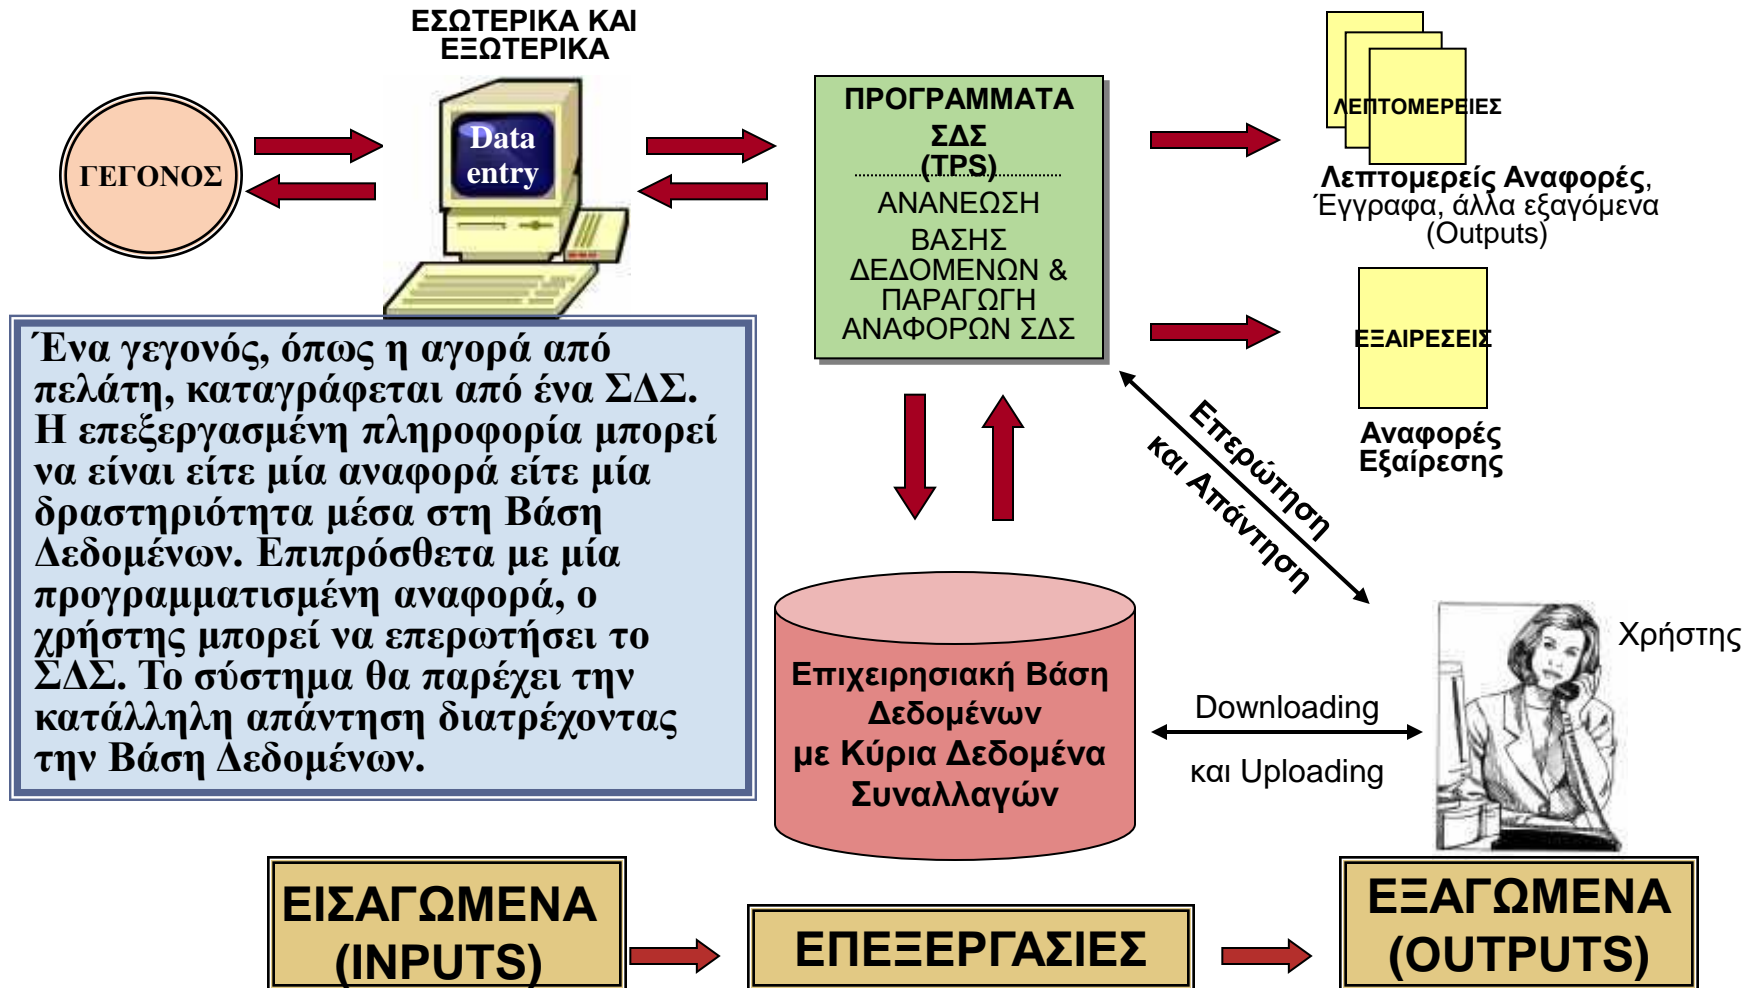 ΕΣΩΤΕΡΙΚΑ ΚΑΙ
ΕΞΩΤΕΡΙΚΑ
ΓΕΓΟΝΟΣ
Data
entry
ΠΡΟΓΡΑΜΜΑΤΑ
ΣΔΣ
(TPS)
ΑΝΑΝΕΩΣΗ
ΒΑΣΗΣ
ΔΕΔΟΜΕΝΩΝ &
ΠΑΡΑΓΩΓΗ
ΑΝΑΦΟΡΩΝ ΣΔΣ
ΛΕΠΤΟΜΕΡΕΙΕΣ
Λεπτομερείς Αναφορές,
Έγγραφα, άλλα εξαγόμενα
(Outputs)
ΕΞΑΙΡΕΣΕΙΣ
Αναφορές
Εξαίρεσης
Ένα γεγονός, όπως η αγορά από
πελάτη, καταγράφεται από ένα ΣΔΣ.
Η επεξεργασμένη πληροφορία μπορεί
να είναι είτε μία αναφορά είτε μία
δραστηριότητα μέσα στη Βάση
Δεδομένων. Επιπρόσθετα με μία
προγραμματισμένη αναφορά, ο
χρήστης μπορεί να επερωτήσει το
ΣΔΣ. Το σύστημα θα παρέχει την
κατάλληλη απάντηση διατρέχοντας
την Βάση Δεδομένων.
Επερώτηση
και Απάντηση
Επιχειρησιακή Βάση
Δεδομένων
με Κύρια Δεδομένα
Συναλλαγών
Χρήστης
Downloading
και Uploading
ΕΙΣΑΓΩΜΕΝΑ
(INPUTS)
ΕΠΕΞΕΡΓΑΣΙΕΣ
ΕΞΑΓΩΜΕΝΑ
(OUTPUTS)